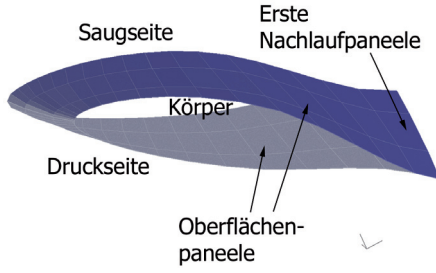 Erste
Nachlaufpaneele
Saugseite
Körper
Druckseite
Oberflächen-
paneele